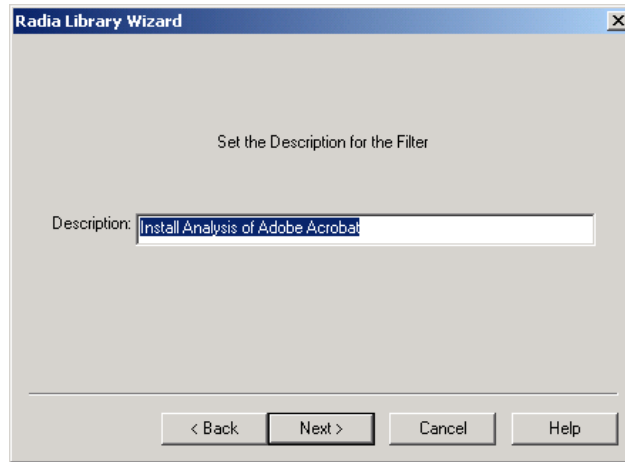 Radia Library Wizard
Set the Description for the Filter
Description: Install Analysis of Adobe Acrobat
< Back Next > Cancel Help